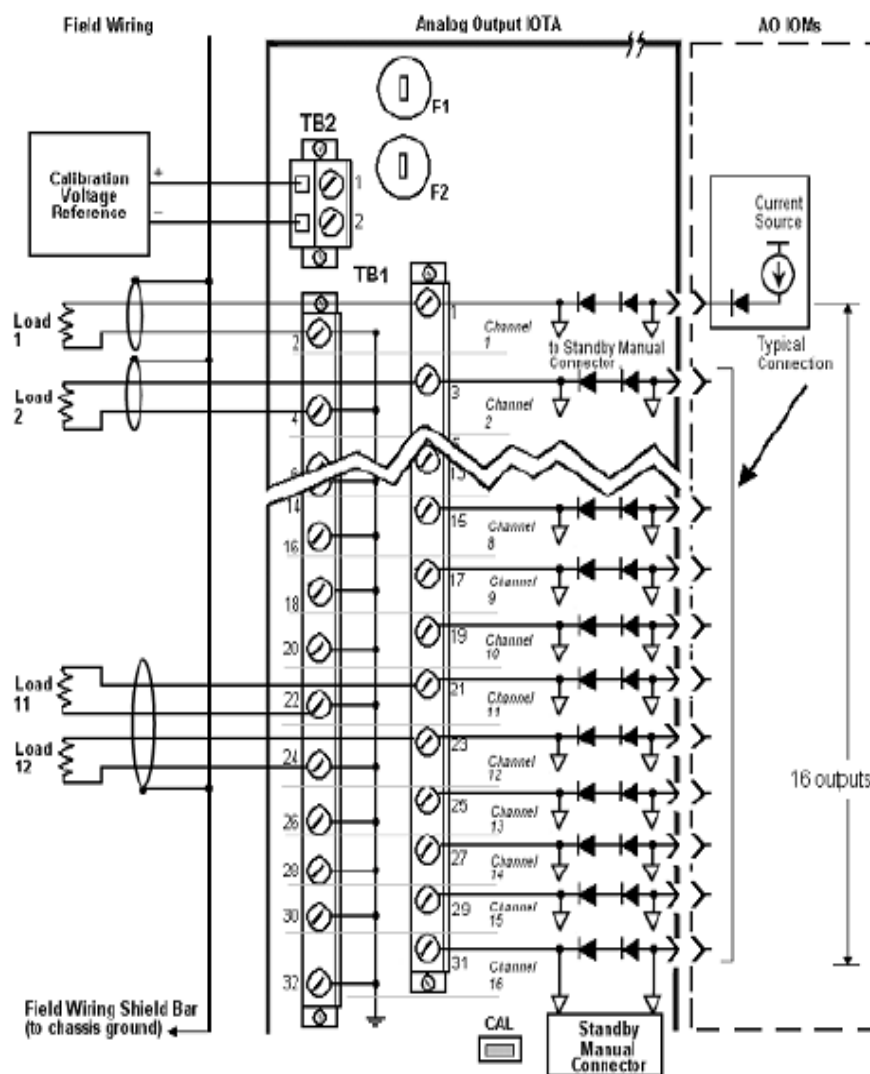 Field Wiring
Analog Output IOTA
AO IOMs
F1
TB2
F2
Calibration
Voltage
Reference
+
–
1
2
TB1
Current
Source
Load
1
2
1
Channel
1
to Standby Manual
Connector
Typical
Connection
Load
2
4
3
Channel
2
6
14
13
16
15
Channel
8
18
17
Channel
9
20
19
Channel
10
Load
11
22
21
Channel
11
Load
12
24
23
Channel
12
16 outputs
26
25
Channel
13
28
27
Channel
14
30
29
Channel
15
32
31
Channel
16
Field Wiring Shield Bar
(to chassis ground)
CAL
Standby
Manual
Connector